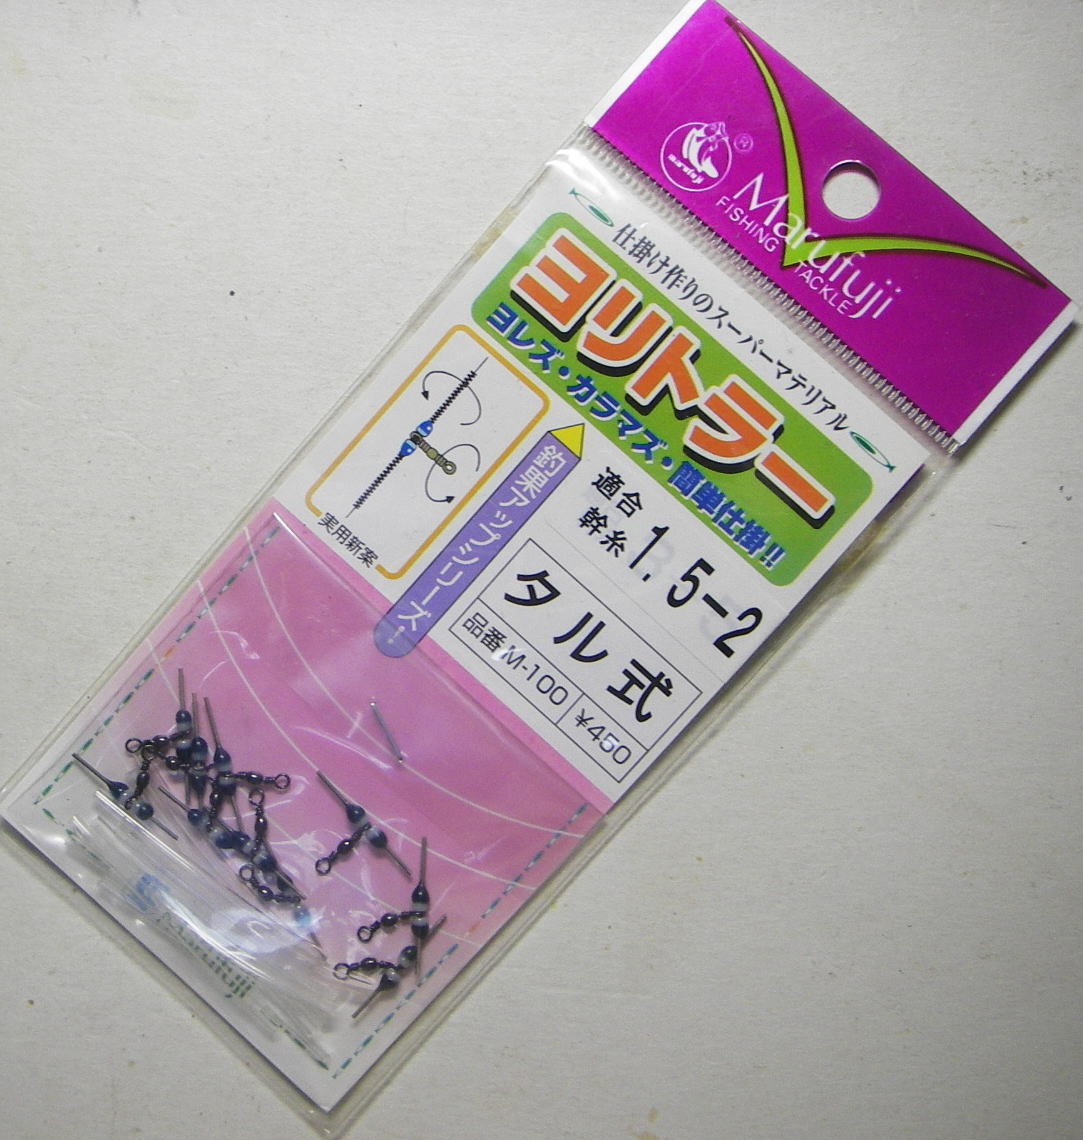 marufuji
®
Marufuji
FISHING TACKLE
仕掛け作りのスーパーマテリアル
ヨリトラー
ヨレズ・カラマズ・簡単仕掛!!
実用新案
釣果アップシリーズ!
適合
幹糸
1.5-2
タル式
品番 M-100
¥450
Marufuji